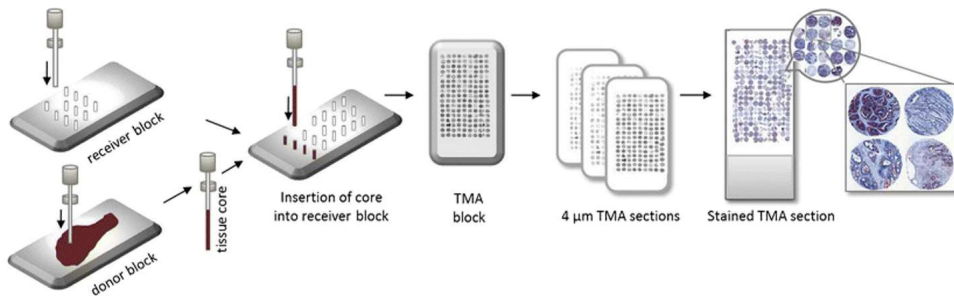 receiver block
donor block
tissue core
Insertion of core
into receiver block
TMA
block
4 µm TMA sections
Stained TMA section